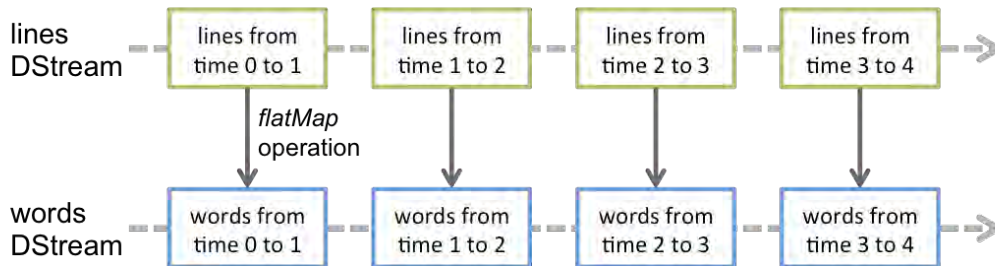 lines
DStream
lines from
time 0 to 1
lines from
time 1 to 2
lines from
time 2 to 3
lines from
time 3 to 4
flatMap
operation
words
DStream
words from
time 0 to 1
words from
time 1 to 2
words from
time 2 to 3
words from
time 3 to 4